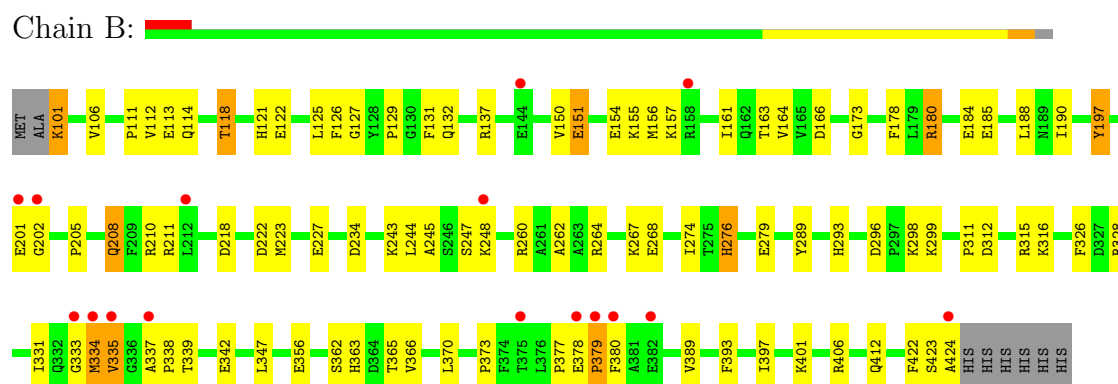 Chain B:
MET ALA K101 V106 P111 V112 E113 Q114 T118 H121 E122 L125 F126 G127 Y128 P129 G130 F131 Q132 R137 E144 V150 E151 E154 K155 M156 K157 R158 I161 Q162 T163 V164 V165 D166 G173 F178 L179 R180 E184 E185 L188 N189 I190 Y197
E201 G202 P205 Q208 F209 R210 R211 L212 D218 D222 M223 E227 D234 K243 L244 A245 S246 S247 K248 R260 A261 A262 A263 R264 K267 E268 I274 T275 H276 E279 Y289 H293 D296 P297 K298 K299 P311 D312 R315 K316 F326 D327
I331 Q332 G333 M334 V335 G336 A337 P338 T339 E342 L347 E356 S362 H363 D364 T365 V366 L370 P373 F374 T375 L376 P377 E378 P379 F380 A381 E382 V389 F393 I397 K401 R406 Q412 F422 S423 A424 HIS HIS HIS HIS HIS HIS